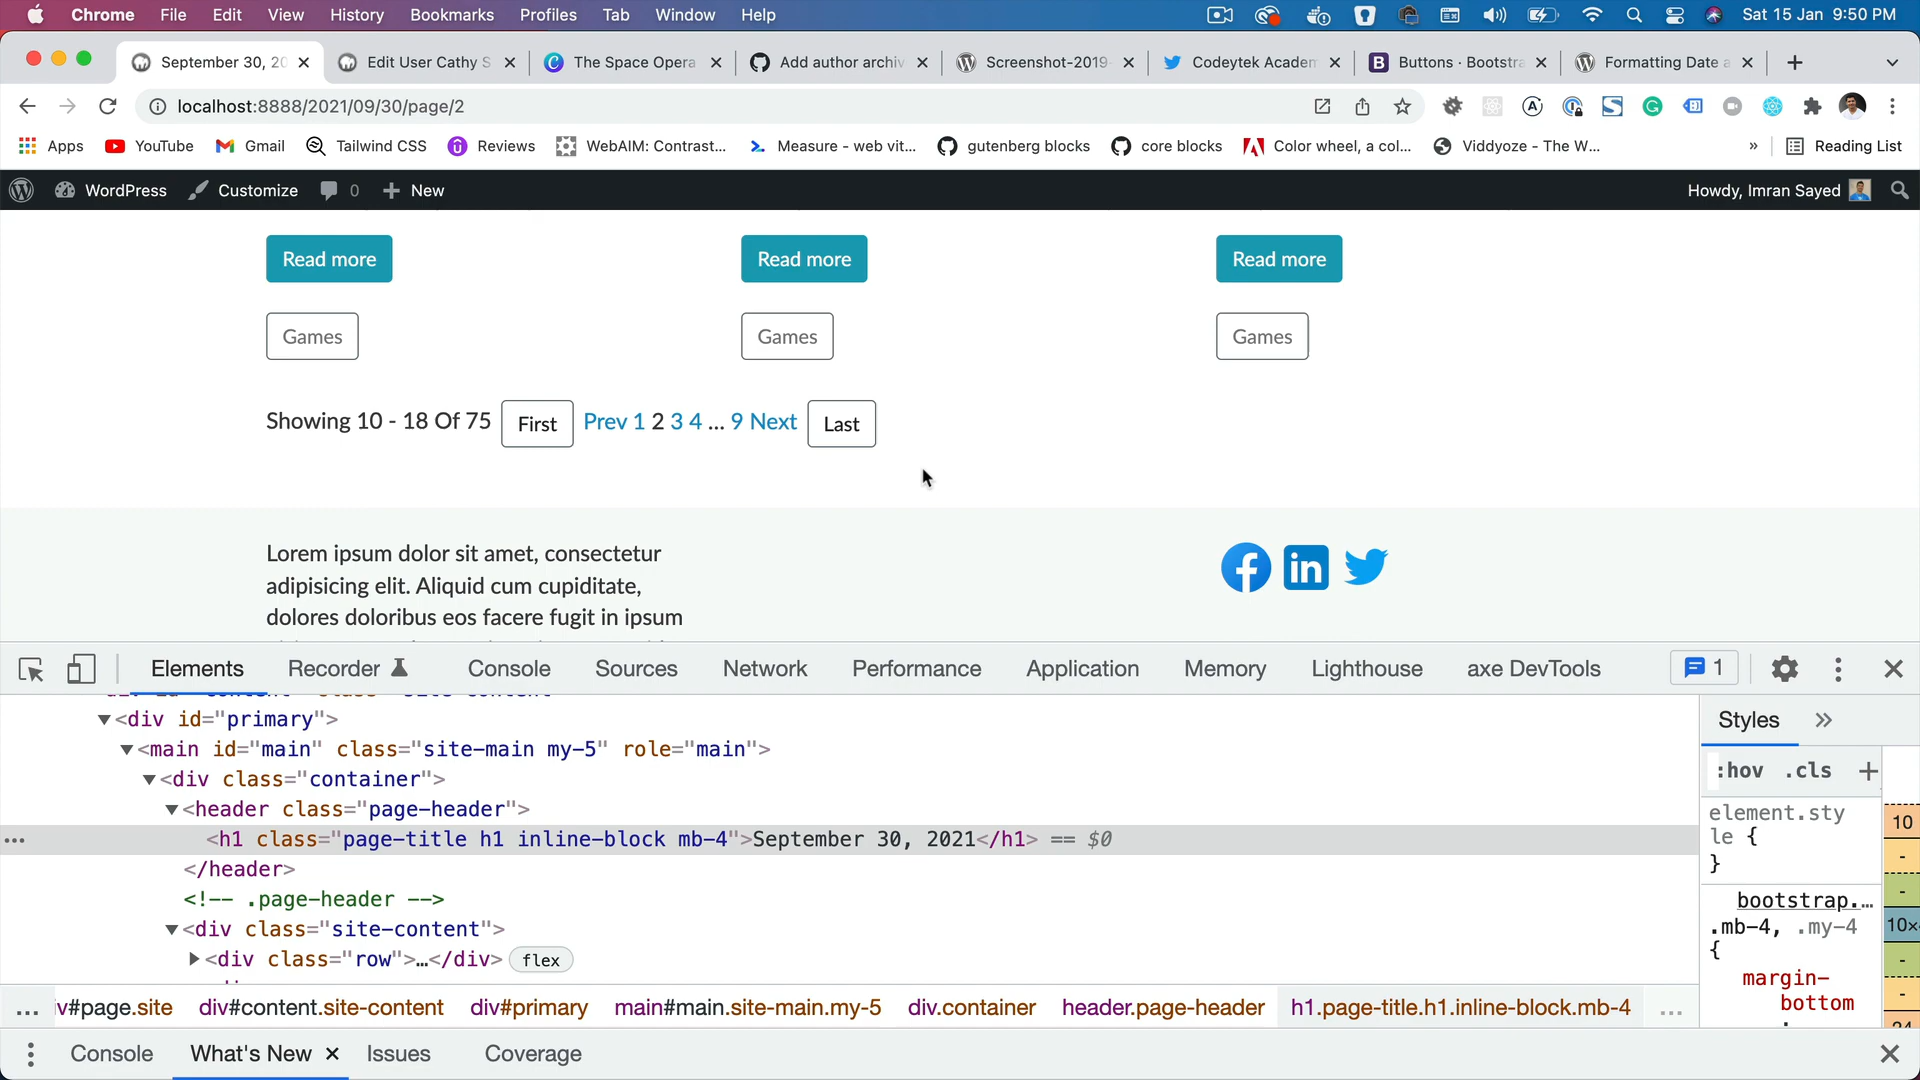 Chrome File Edit View History Bookmarks Profiles Tab Window Help Sat 15 Jan 9:50 PM
September 30, 20 Edit User Cathy S The Space Opera Add author archiv Screenshot-2019- Codeytek Academ Buttons · Bootstra Formatting Date a
localhost:8888/2021/09/30/page/2
Apps YouTube Gmail Tailwind CSS Reviews WebAIM: Contrast... Measure - web vit... gutenberg blocks core blocks Color wheel, a col... Viddyoze - The W... » Reading List
WordPress Customize 0 + New Howdy, Imran Sayed
Read more Read more Read more
Games Games Games
Showing 10 - 18 Of 75 First Prev 1 2 3 4 ... 9 Next Last
Lorem ipsum dolor sit amet, consectetur
adipisicing elit. Aliquid cum cupiditate,
dolores doloribus eos facere fugit in ipsum
Elements Recorder Console Sources Network Performance Application Memory Lighthouse axe DevTools 1
<div id="primary"> Styles »
<main id="main" class="site-main my-5" role="main">
<div class="container"> :hov .cls +
<header class="page-header"> element.sty
<h1 class="page-title h1 inline-block mb-4">September 30, 2021</h1> == $0 le { 10
</header> }
<!-- .page-header --> bootstrap.…
<div class="site-content"> .mb-4, .my-4 10×
<div class="row">…</div> flex {
margin-
bottom
... iv#page.site div#content.site-content div#primary main#main.site-main.my-5 div.container header.page-header h1.page-title.h1.inline-block.mb-4 ...
Console What's New Issues Coverage